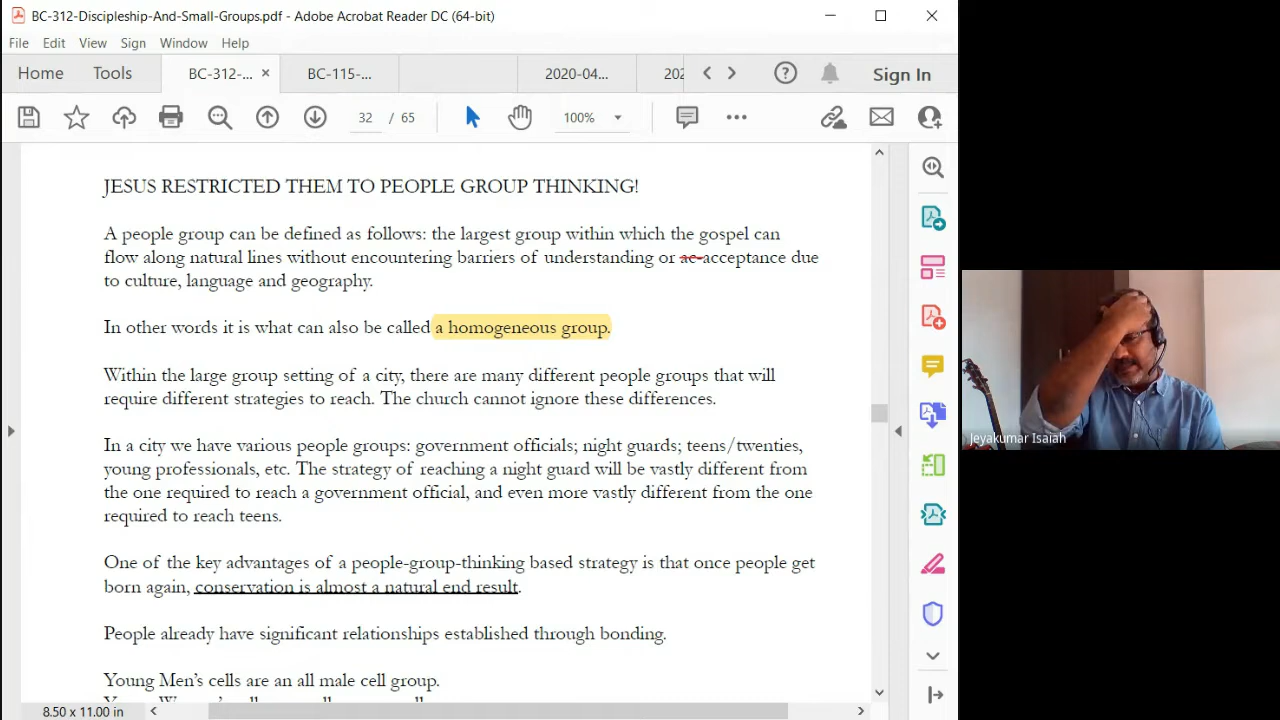 BC-312-Discipleship-And-Small-Groups.pdf - Adobe Acrobat Reader DC (64-bit)
File Edit View Sign Window Help
Home Tools BC-312-... BC-115-... 2020-04... 202 Sign In
32 / 65 100%
JESUS RESTRICTED THEM TO PEOPLE GROUP THINKING!
A people group can be defined as follows: the largest group within which the gospel can
flow along natural lines without encountering barriers of understanding or ac-acceptance due
to culture, language and geography.
In other words it is what can also be called a homogeneous group.
Within the large group setting of a city, there are many different people groups that will
require different strategies to reach. The church cannot ignore these differences.
In a city we have various people groups: government officials; night guards; teens/twenties,
young professionals, etc. The strategy of reaching a night guard will be vastly different from
the one required to reach a government official, and even more vastly different from the one
required to reach teens.
One of the key advantages of a people-group-thinking based strategy is that once people get
born again, conservation is almost a natural end result.
People already have significant relationships established through bonding.
Young Men's cells are an all male cell group.
8.50 x 11.00 in
Jeyakumar Isaiah